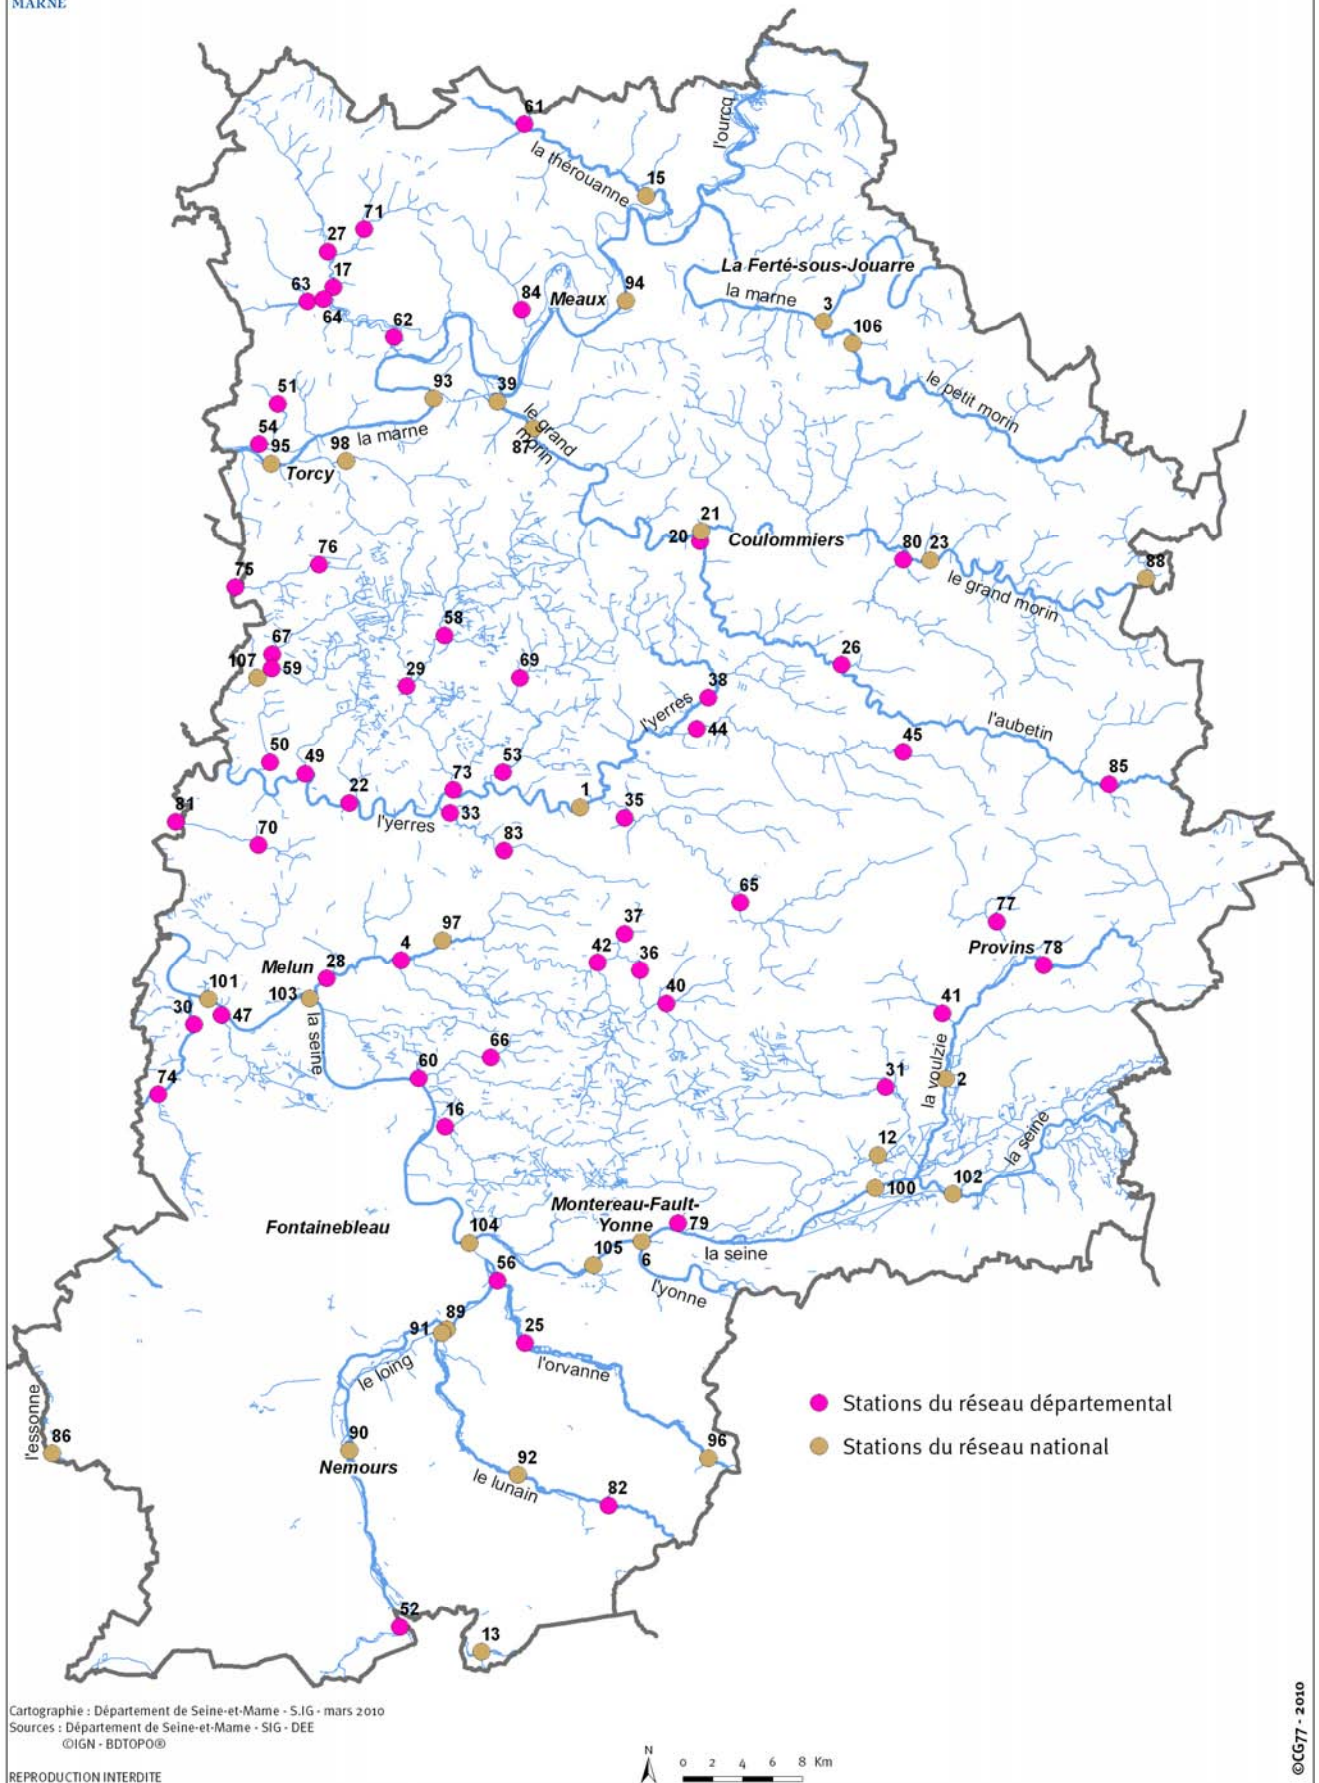 MARNE
61
l'ourcq
la thérouanne
15
71
27
17
63
64
La Ferté-sous-Jouarre
la marne
84
Meaux
94
3
106
62
51
93
39
le petit morin
54
95
98
la marne
le grand
morin
87
Torcy
21
20
Coulommiers
80
23
88
76
75
le grand morin
58
67
107
59
29
69
26
38
l'yerres
44
l'aubetin
45
50
49
53
85
22
73
1
35
81
33
l'yerres
70
83
65
77
37
97
42
36
Provins
78
4
28
Melun
101
103
40
41
30
47
la seine
66
la voulzie
60
31
2
74
16
12
la seine
100
102
Montereau-Fault-
Yonne
79
Fontainebleau
104
105
6
la seine
56
l'yonne
89
91
25
le loing
l'orvanne
Stations du réseau départemental
l'essonne
86
90
Stations du réseau national
96
92
Nemours
le lunain
82
52
13
Cartographie : Département de Seine-et-Marne - S.IG - mars 2010
Sources : Département de Seine-et-Marne - SIG - DEE
©IGN - BDTOPO®
REPRODUCTION INTERDITE
N
0 2 4 6 8 Km
©CG77 - 2010